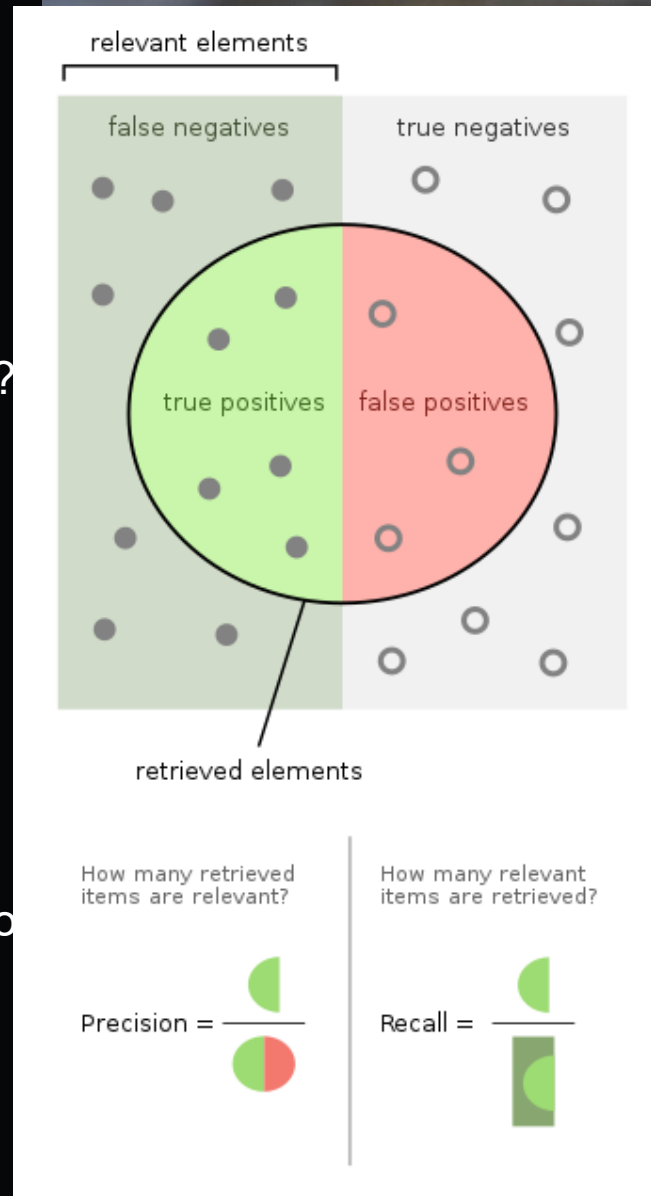 relevant elements
false negatives
true negatives
?
true positives
false positives
retrieved elements
How many retrieved
items are relevant?
How many relevant
items are retrieved?
Precision =
Recall =